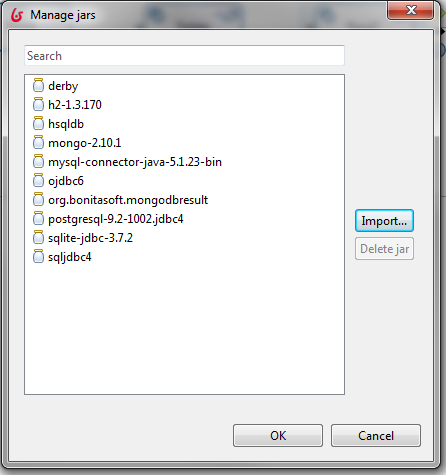 Manage jars
Search
derby
h2-1.3.170
hsqldb
mongo-2.10.1
mysql-connector-java-5.1.23-bin
ojdbc6
org.bonitasoft.mongodbresult
postgresql-9.2-1002.jdbc4
sqlite-jdbc-3.7.2
sqljdbc4
Import...
Delete jar
OK
Cancel